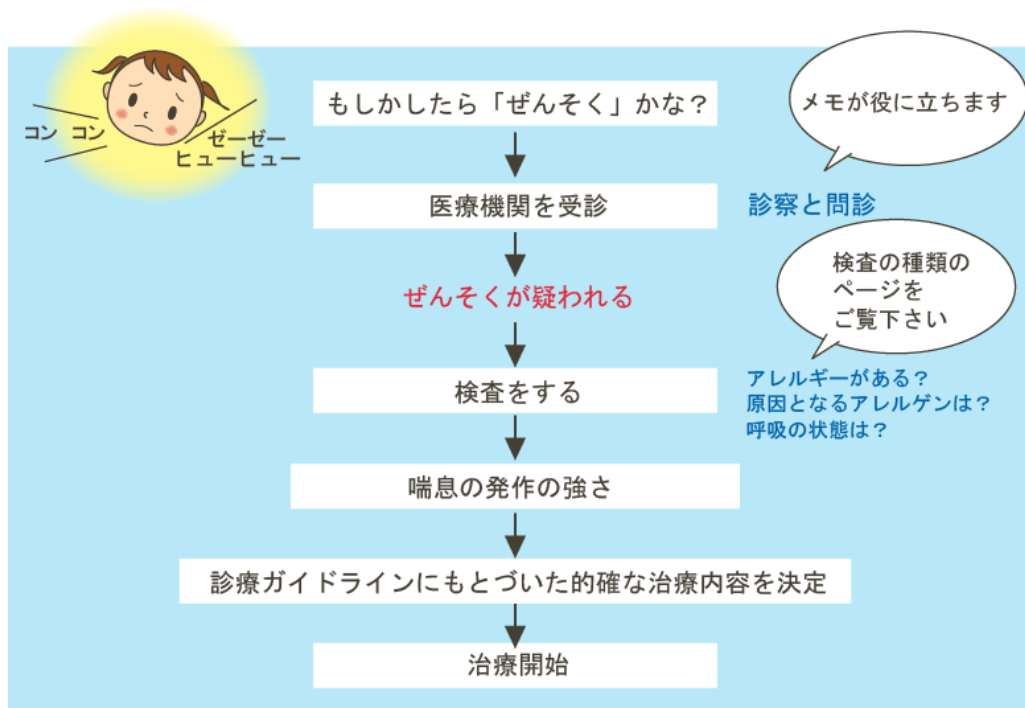 コン コン
ゼーゼー
ヒューヒュー
もしかしたら「ぜんそく」かな？
メモが役に立ちます
医療機関を受診
診察と問診
ぜんそくが疑われる
検査の種類の
ページを
ご覧下さい
検査をする
アレルギーがある？
原因となるアレルゲンは？
呼吸の状態は？
喘息の発作の強さ
診療ガイドラインにもとづいた的確な治療内容を決定
治療開始